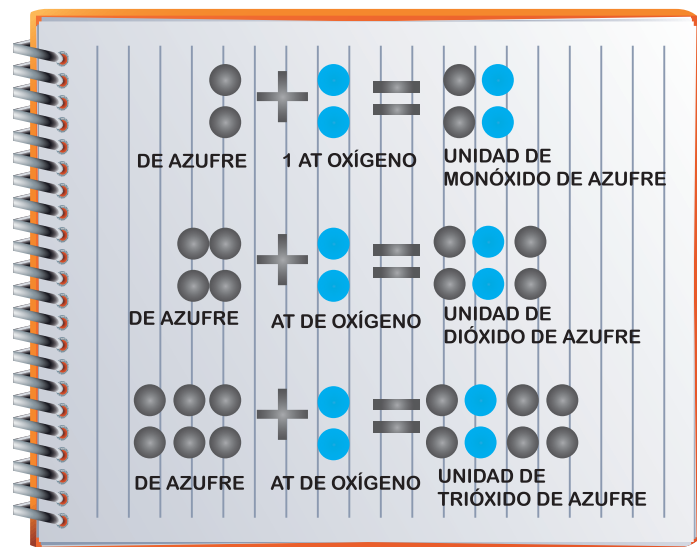 DE AZUFRE
1 AT OXÍGENO
UNIDAD DE
MONÓXIDO DE AZUFRE
DE AZUFRE
AT DE OXÍGENO
UNIDAD DE
DIÓXIDO DE AZUFRE
DE AZUFRE
AT DE OXÍGENO
UNIDAD DE
TRIÓXIDO DE AZUFRE